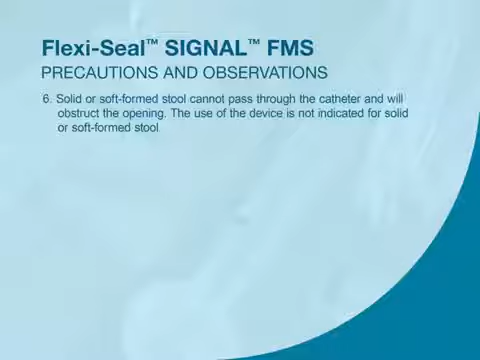 Flexi-Seal™ SIGNAL™ FMS
PRECAUTIONS AND OBSERVATIONS
6. Solid or soft-formed stool cannot pass through the catheter and will
obstruct the opening. The use of the device is not indicated for solid
or soft-formed stool